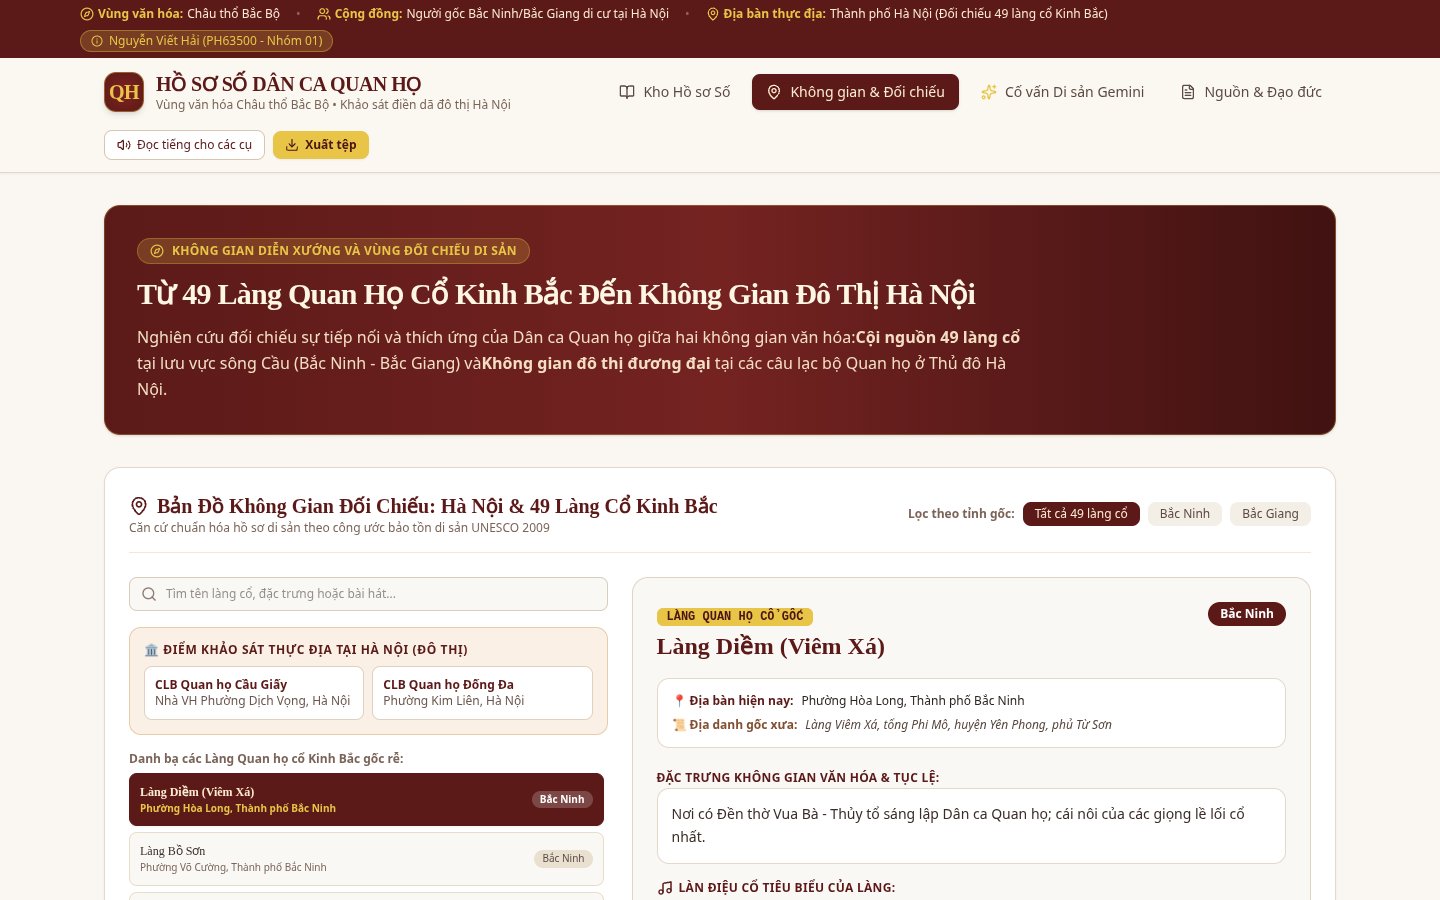 Vùng văn hóa: Châu thổ Bắc Bộ • Cộng đồng: Người gốc Bắc Ninh/Bắc Giang di cư tại Hà Nội • Địa bàn thực địa: Thành phố Hà Nội (Đối chiếu 49 làng cổ Kinh Bắc)
Nguyễn Viết Hải (PH63500 - Nhóm 01)
QH
HỒ SƠ SỐ DÂN CA QUAN HỌ
Vùng văn hóa Châu thổ Bắc Bộ • Khảo sát điền dã đô thị Hà Nội
Kho Hồ sơ Số
Không gian & Đối chiếu
Cố vấn Di sản Gemini
Nguồn & Đạo đức
Đọc tiếng cho các cụ
Xuất tệp
KHÔNG GIAN DIỄN XƯỚNG VÀ VÙNG ĐỐI CHIẾU DI SẢN
Từ 49 Làng Quan Họ Cổ Kinh Bắc Đến Không Gian Đô Thị Hà Nội
Nghiên cứu đối chiếu sự tiếp nối và thích ứng của Dân ca Quan họ giữa hai không gian văn hóa:Cội nguồn 49 làng cổ
tại lưu vực sông Cầu (Bắc Ninh - Bắc Giang) vàKhông gian đô thị đương đại tại các câu lạc bộ Quan họ ở Thủ đô Hà
Nội.
Bản Đồ Không Gian Đối Chiếu: Hà Nội & 49 Làng Cổ Kinh Bắc
Căn cứ chuẩn hóa hồ sơ di sản theo công ước bảo tồn di sản UNESCO 2009
Lọc theo tỉnh gốc:
Tất cả 49 làng cổ
Bắc Ninh
Bắc Giang
Tìm tên làng cổ, đặc trưng hoặc bài hát...
🏛️ ĐIỂM KHẢO SÁT THỰC ĐỊA TẠI HÀ NỘI (ĐÔ THỊ)
CLB Quan họ Cầu Giấy
Nhà VH Phường Dịch Vọng, Hà Nội
CLB Quan họ Đống Đa
Phường Kim Liên, Hà Nội
Danh bạ các Làng Quan họ cổ Kinh Bắc gốc rễ:
Làng Diềm (Viêm Xá)
Phường Hòa Long, Thành phố Bắc Ninh
Bắc Ninh
Làng Bồ Sơn
Phường Võ Cường, Thành phố Bắc Ninh
Bắc Ninh
LÀNG QUAN HỌ CỔ GỐC
Bắc Ninh
Làng Diềm (Viêm Xá)
📍 Địa bàn hiện nay: Phường Hòa Long, Thành phố Bắc Ninh
📜 Địa danh gốc xưa: Làng Viêm Xá, tổng Phi Mô, huyện Yên Phong, phủ Từ Sơn
ĐẶC TRƯNG KHÔNG GIAN VĂN HÓA & TỤC LỆ:
Nơi có Đền thờ Vua Bà - Thủy tổ sáng lập Dân ca Quan họ; cái nôi của các giọng lề lối cổ
nhất.
LÀN ĐIỆU CỔ TIÊU BIỂU CỦA LÀNG: